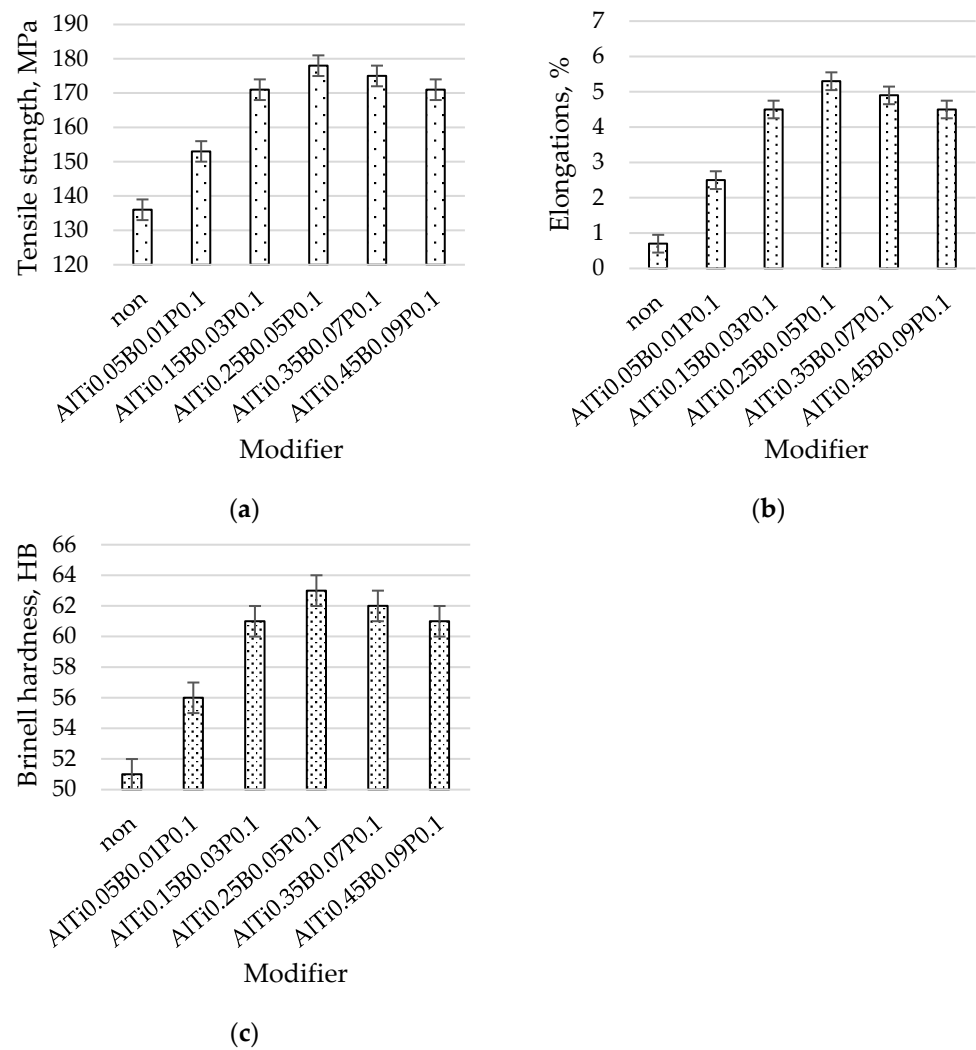 Tensile strength, MPa
190
180
170
160
150
140
130
120
non
AlTi0.05B0.01P0.1
AlTi0.15B0.03P0.1
AlTi0.25B0.05P0.1
AlTi0.35B0.07P0.1
AlTi0.45B0.09P0.1
Modifier
(a)
Elongations, %
7
6
5
4
3
2
1
0
non
AlTi0.05B0.01P0.1
AlTi0.15B0.03P0.1
AlTi0.25B0.05P0.1
AlTi0.35B0.07P0.1
AlTi0.45B0.09P0.1
Modifier
(b)
Brinell hardness, HB
66
64
62
60
58
56
54
52
50
non
AlTi0.05B0.01P0.1
AlTi0.15B0.03P0.1
AlTi0.25B0.05P0.1
AlTi0.35B0.07P0.1
AlTi0.45B0.09P0.1
Modifier
(c)